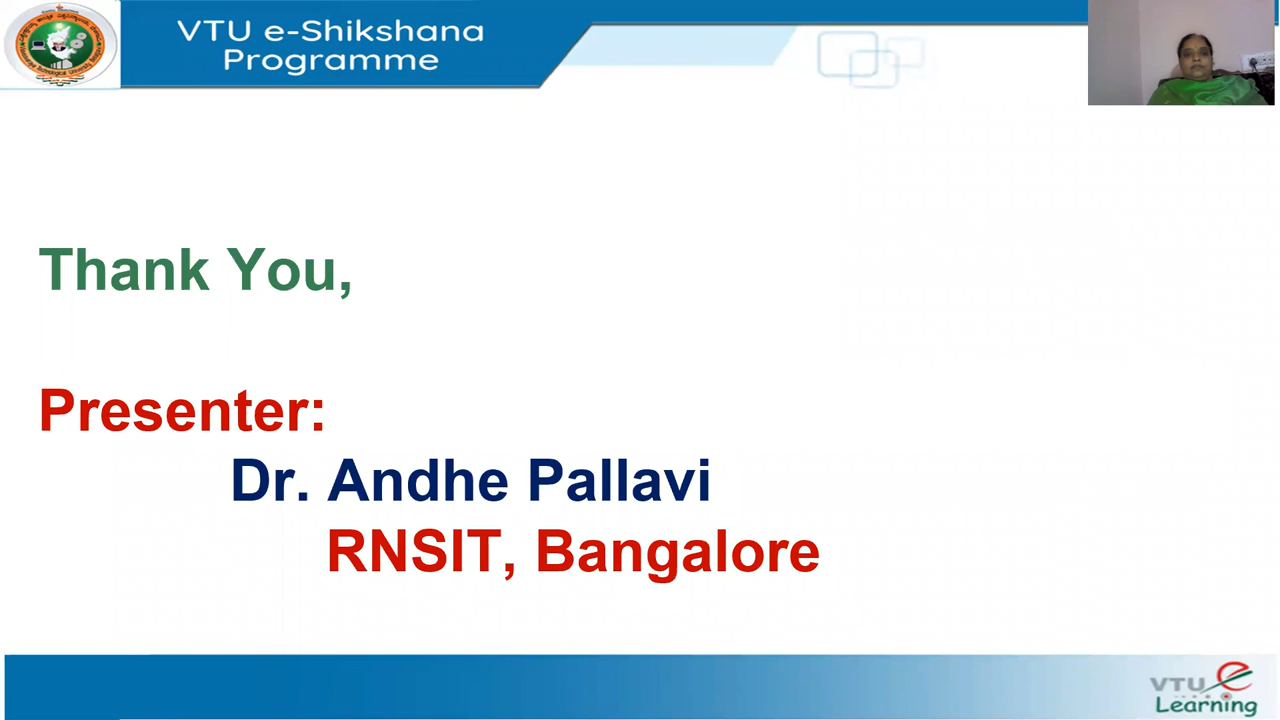 VTU e-Shikshana
Programme
Thank You,
Presenter:
Dr. Andhe Pallavi
RNSIT, Bangalore
VTU e
Learning